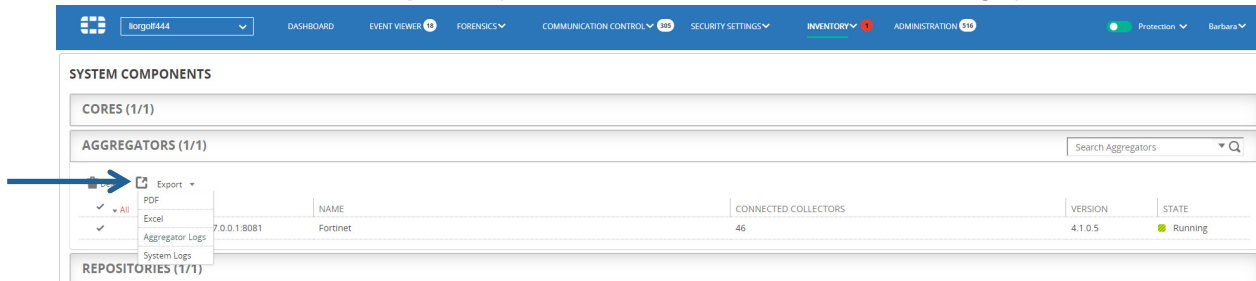 liorgolf444 DASHBOARD EVENT VIEWER 18 FORENSICS COMMUNICATION CONTROL 305 SECURITY SETTINGS INVENTORY 1 ADMINISTRATION 516 Protection Barbara
SYSTEM COMPONENTS
CORES (1/1)
AGGREGATORS (1/1) Search Aggregators
Export
PDF
All NAME CONNECTED COLLECTORS VERSION STATE
Excel
7.0.0.1:8081 Fortinet 46 4.1.0.5 Running
Aggregator Logs
System Logs
REPOSITORIES (1/1)